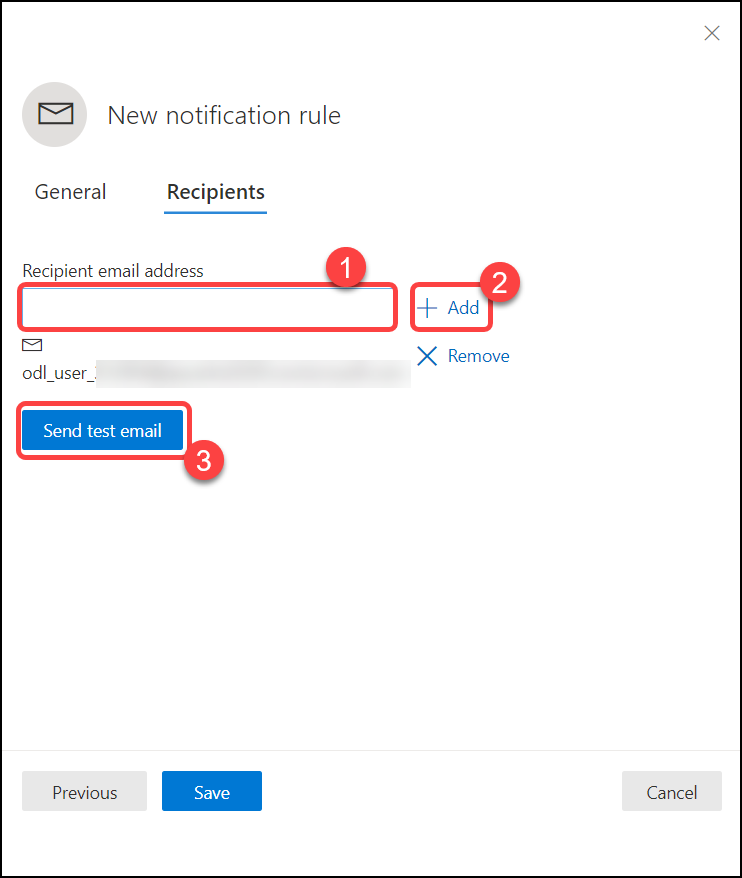 New notification rule
General Recipients
Recipient email address
1
2
Add
odl_user_
Remove
Send test email
3
Previous Save Cancel